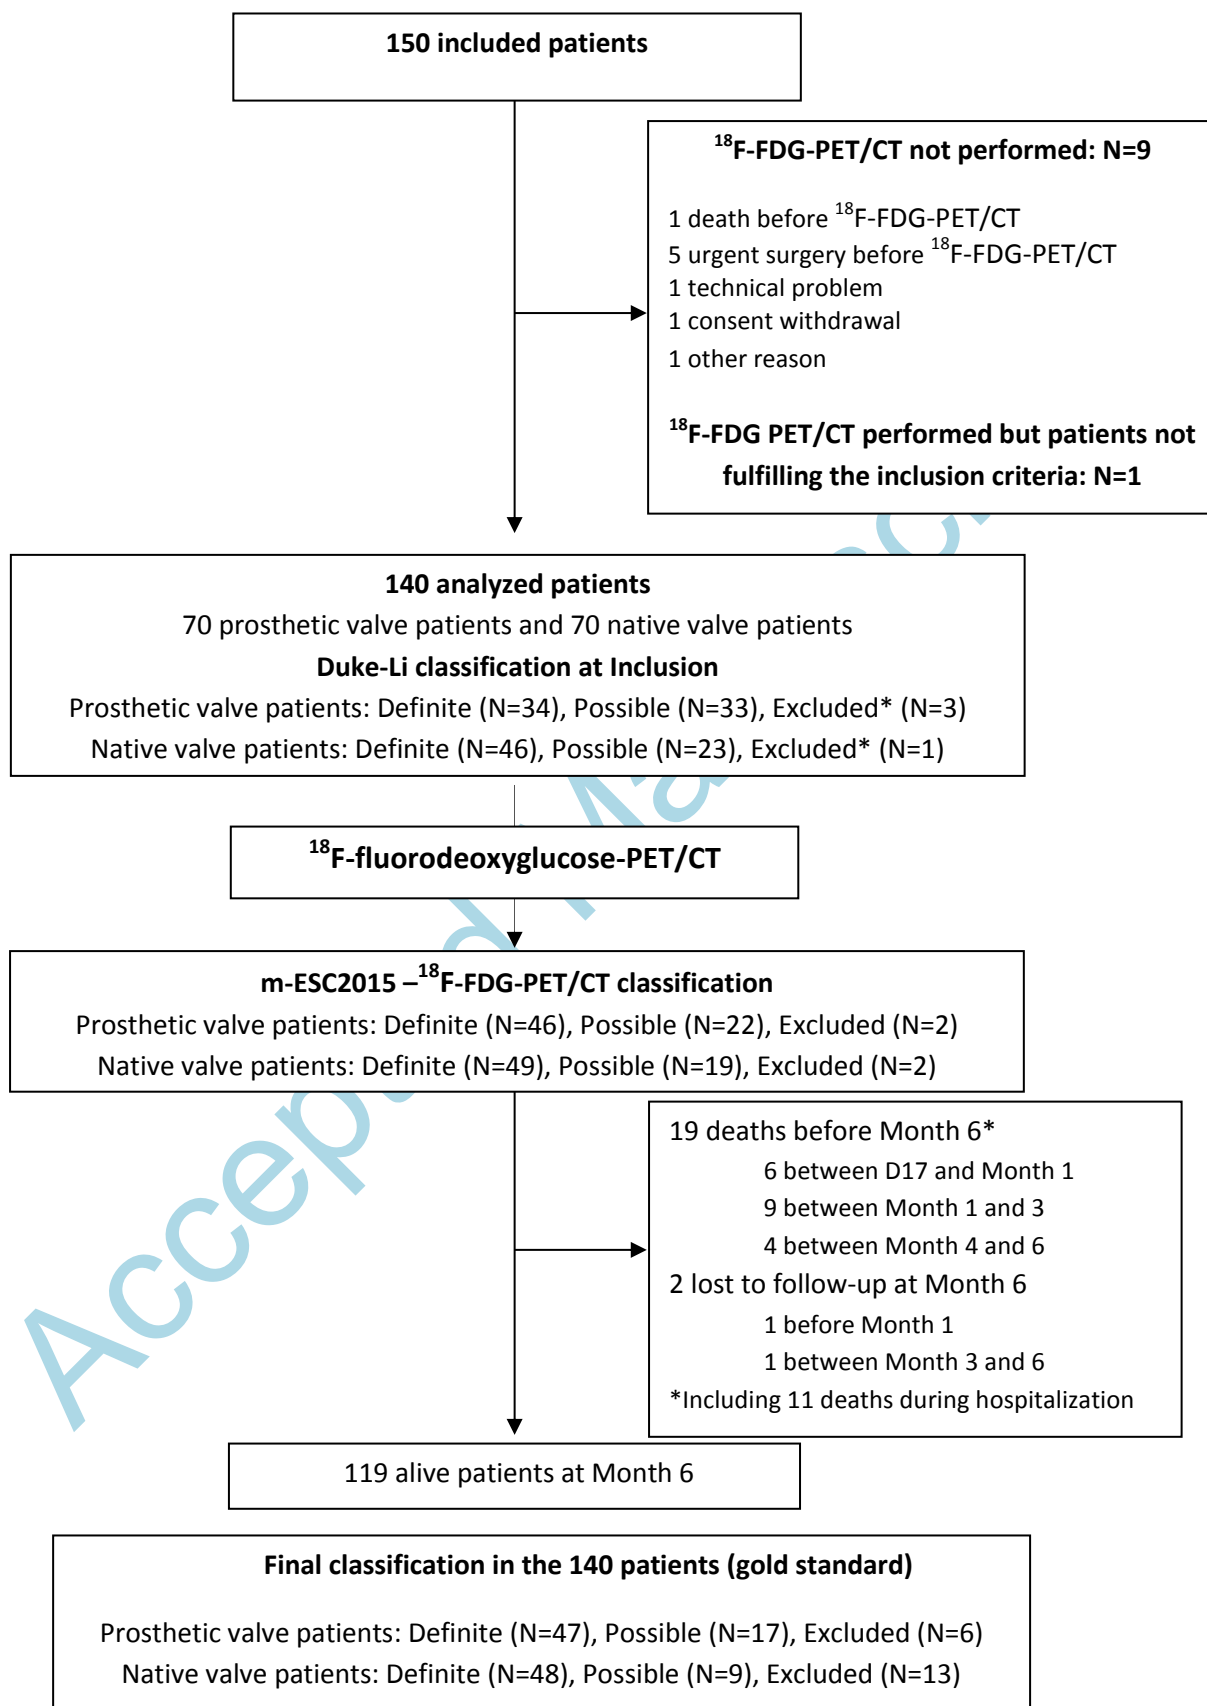 150 included patients
18F-FDG-PET/CT not performed: N=9
1 death before 18F-FDG-PET/CT
5 urgent surgery before 18F-FDG-PET/CT
1 technical problem
1 consent withdrawal
1 other reason
18F-FDG PET/CT performed but patients not
fulfilling the inclusion criteria: N=1
140 analyzed patients
70 prosthetic valve patients and 70 native valve patients
Duke-Li classification at Inclusion
Prosthetic valve patients: Definite (N=34), Possible (N=33), Excluded* (N=3)
Native valve patients: Definite (N=46), Possible (N=23), Excluded* (N=1)
18F-fluorodeoxyglucose-PET/CT
m-ESC2015 –18F-FDG-PET/CT classification
Prosthetic valve patients: Definite (N=46), Possible (N=22), Excluded (N=2)
Native valve patients: Definite (N=49), Possible (N=19), Excluded (N=2)
19 deaths before Month 6*
6 between D17 and Month 1
9 between Month 1 and 3
4 between Month 4 and 6
2 lost to follow-up at Month 6
1 before Month 1
1 between Month 3 and 6
*Including 11 deaths during hospitalization
119 alive patients at Month 6
Final classification in the 140 patients (gold standard)
Prosthetic valve patients: Definite (N=47), Possible (N=17), Excluded (N=6)
Native valve patients: Definite (N=48), Possible (N=9), Excluded (N=13)